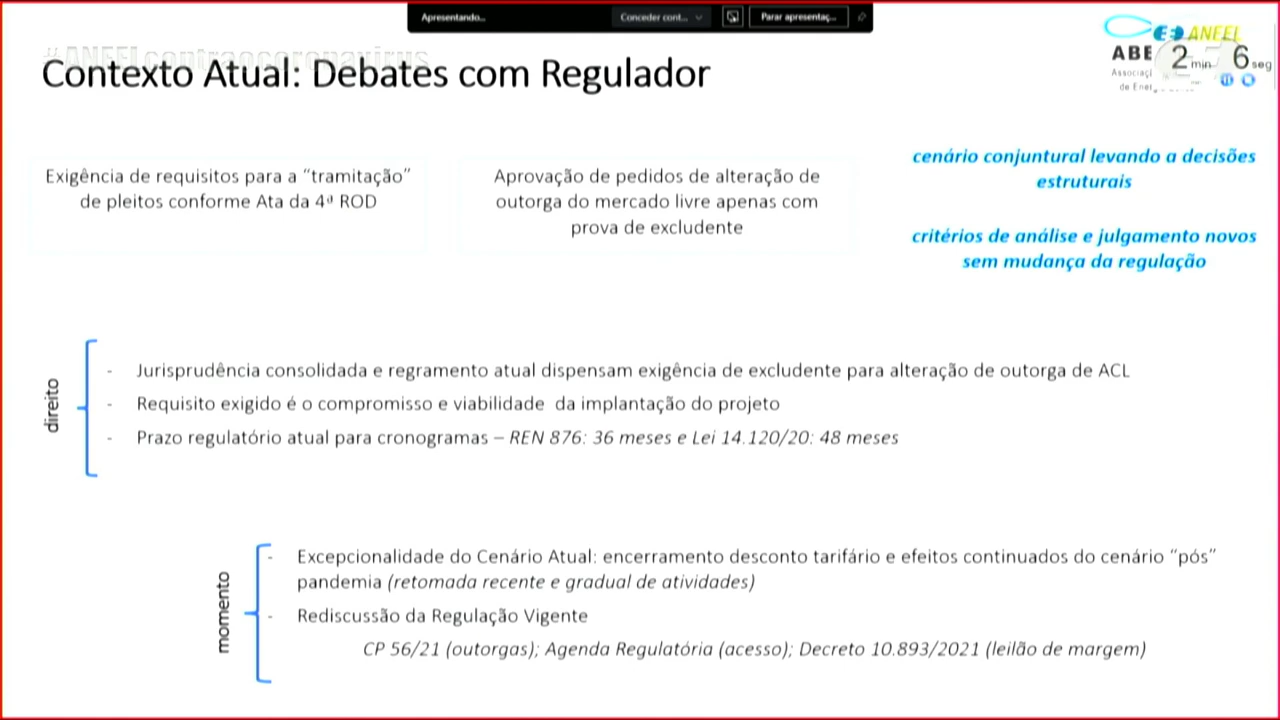 Apresentando...
Conceder cont...
Parar apresentaç...
#ANEELcontraocoronavirus
Contexto Atual: Debates com Regulador
ANEEL
ABE
2 min 6 seg
Associaçã
de Ener
Exigência de requisitos para a “tramitação”
de pleitos conforme Ata da 4ª ROD
Aprovação de pedidos de alteração de
outorga do mercado livre apenas com
prova de excludente
cenário conjuntural levando a decisões
estruturais
critérios de análise e julgamento novos
sem mudança da regulação
direito
- Jurisprudência consolidada e regramento atual dispensam exigência de excludente para alteração de outorga de ACL
- Requisito exigido é o compromisso e viabilidade da implantação do projeto
- Prazo regulatório atual para cronogramas – REN 876: 36 meses e Lei 14.120/20: 48 meses
momento
- Excepcionalidade do Cenário Atual: encerramento desconto tarifário e efeitos continuados do cenário “pós”
pandemia (retomada recente e gradual de atividades)
- Rediscussão da Regulação Vigente
CP 56/21 (outorgas); Agenda Regulatória (acesso); Decreto 10.893/2021 (leilão de margem)